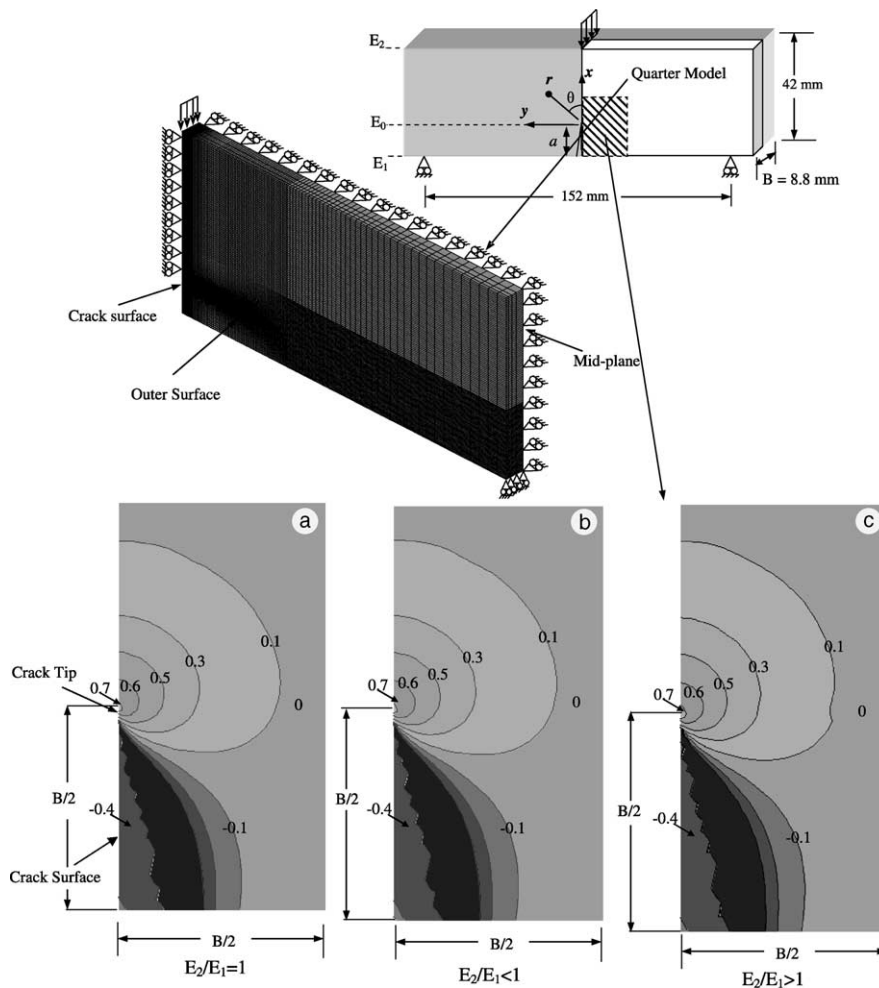 E2
x
Quarter Model
r
θ
42 mm
E0
y
a
E1
B = 8.8 mm
152 mm
Crack surface
Mid-plane
Outer Surface
a
b
c
0.1
0.1
0.1
0.3
0.3
0.3
Crack Tip
0.7
0.6
0.5
0
0.7
0.6
0.5
0
0.7
0.6
0.5
0
B/2
B/2
B/2
-0.4
-0.1
-0.4
-0.1
-0.4
-0.1
Crack Surface
B/2
B/2
B/2
E2/E1=1
E2/E1<1
E2/E1>1